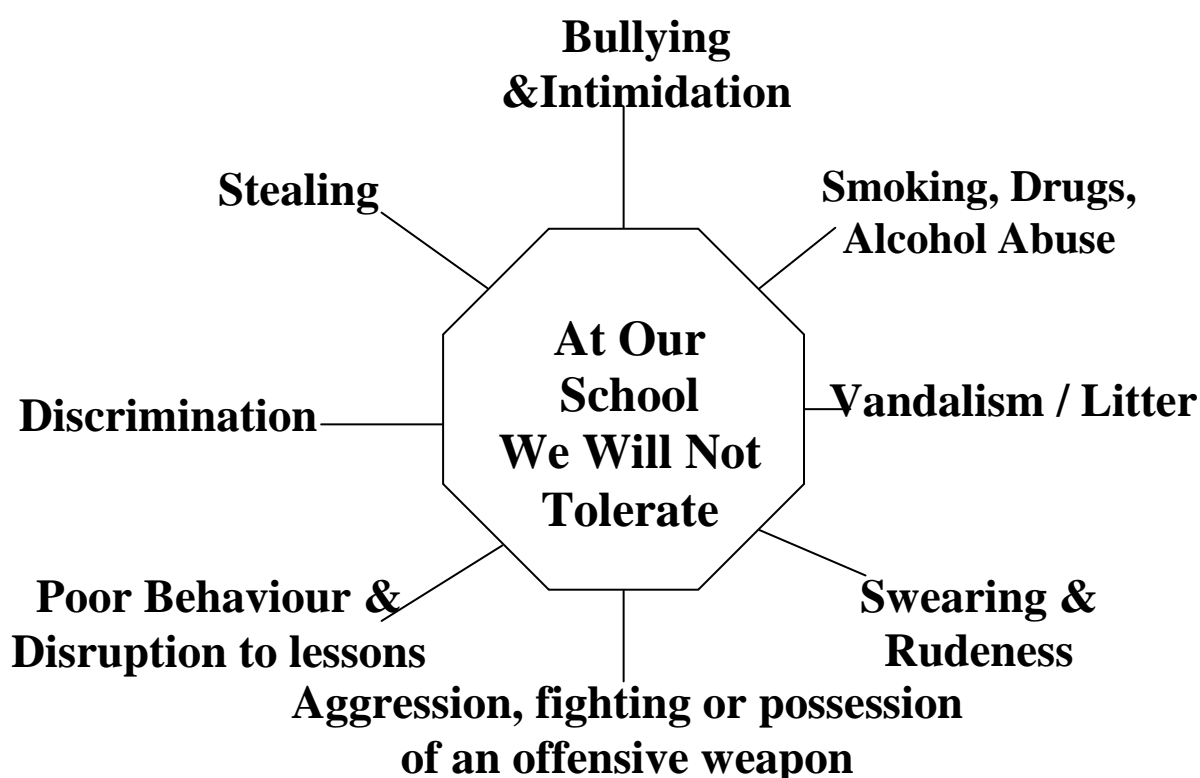 Bullying
&Intimidation
Stealing
Smoking, Drugs,
Alcohol Abuse
At Our
School
We Will Not
Tolerate
Discrimination
Vandalism / Litter
Poor Behaviour &
Disruption to lessons
Swearing &
Rudeness
Aggression, fighting or possession
of an offensive weapon